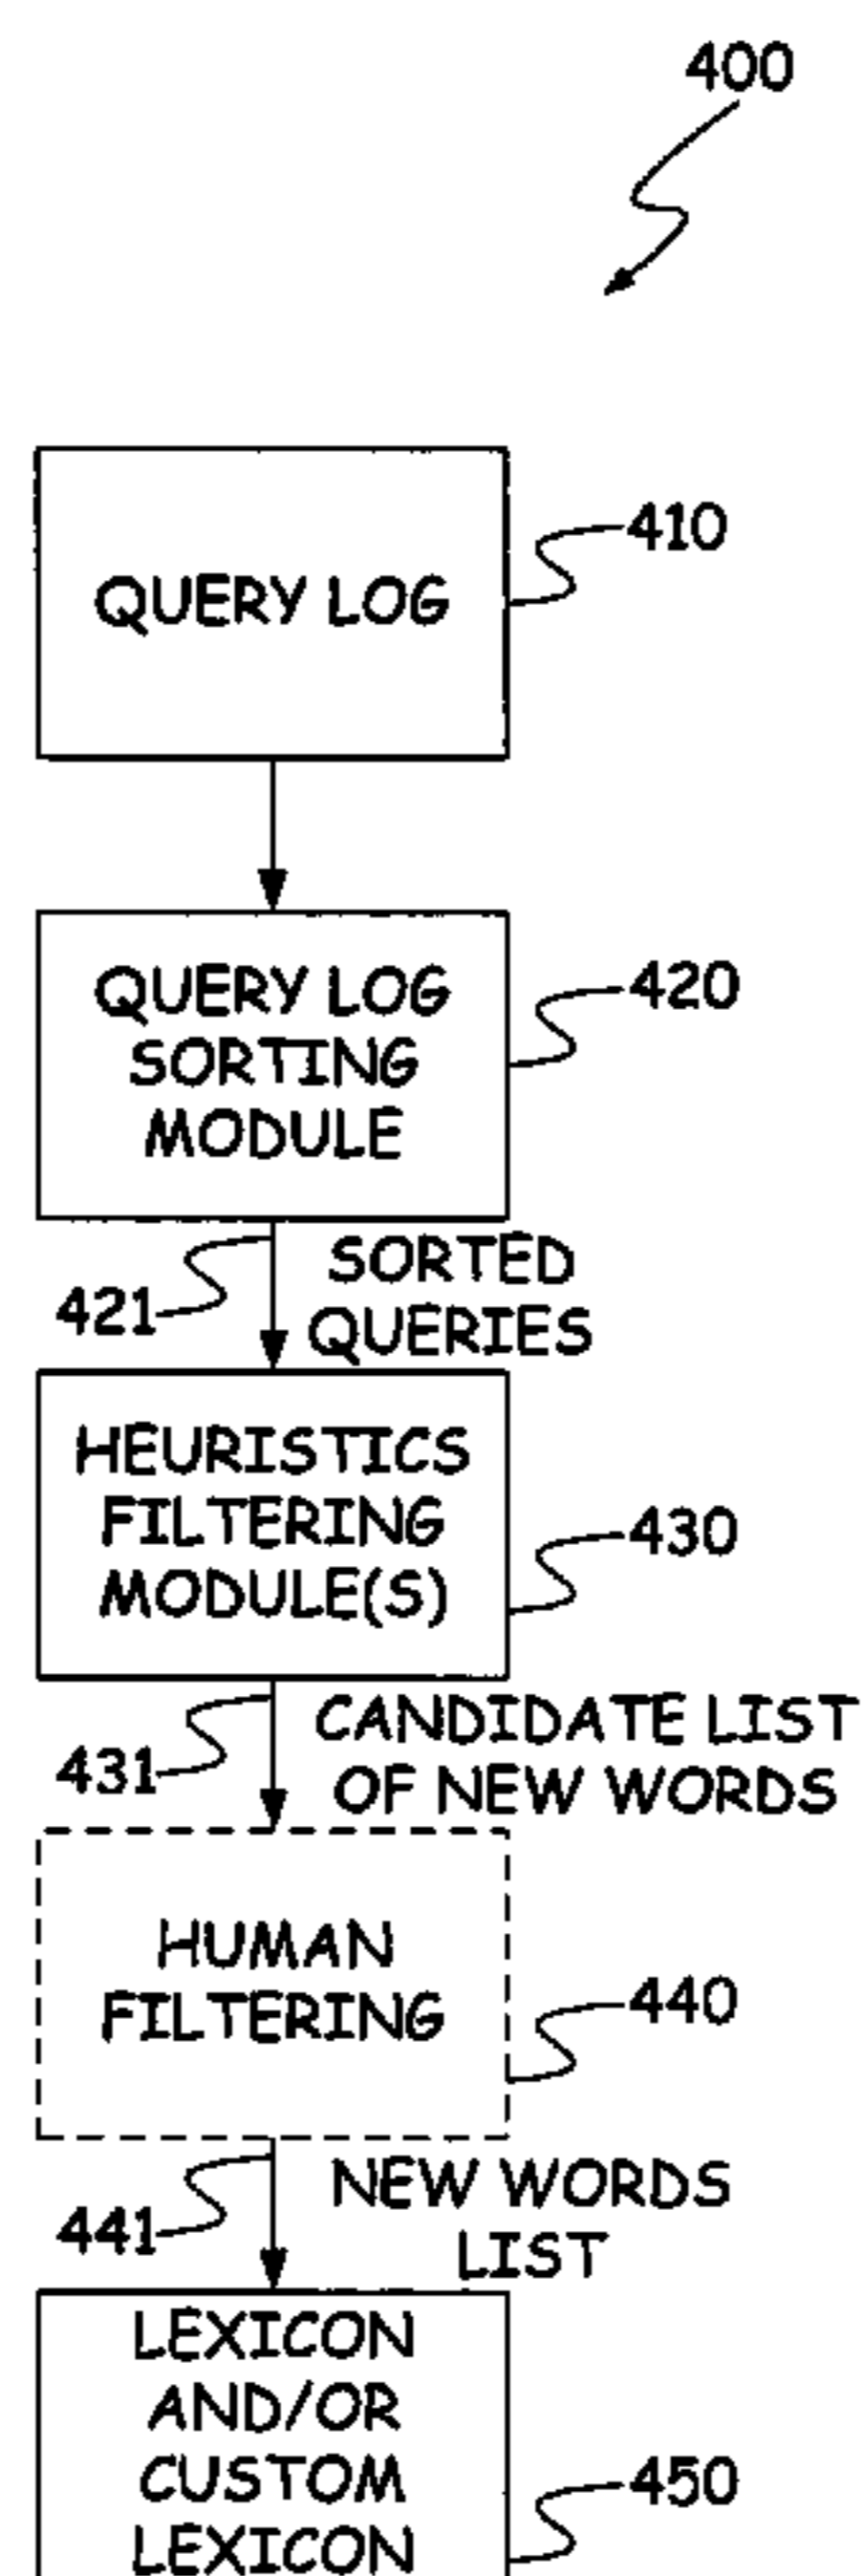 400
QUERY LOG
410
QUERY LOG
SORTING
MODULE
420
421
SORTED
QUERIES
HEURISTICS
FILTERING
MODULE(S)
430
431
CANDIDATE LIST
OF NEW WORDS
HUMAN
FILTERING
440
441
NEW WORDS
LIST
LEXICON
AND/OR
CUSTOM
LEXICON
450